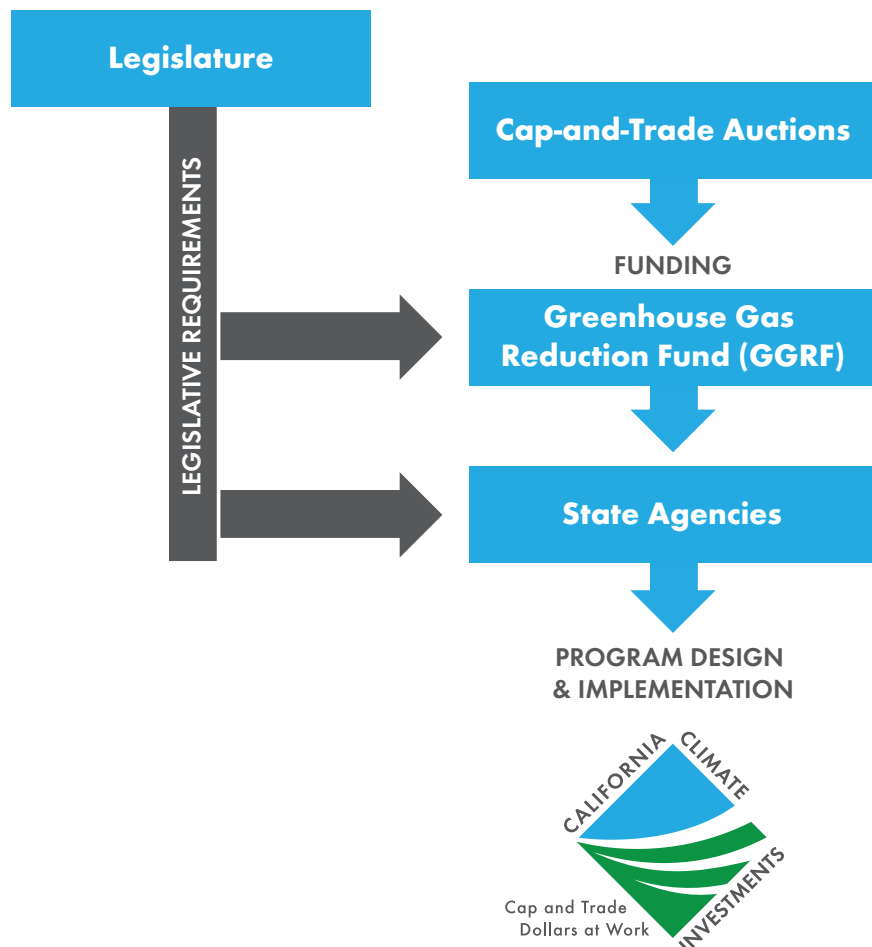 Legislature
LEGISLATIVE REQUIREMENTS
Cap-and-Trade Auctions
FUNDING
Greenhouse Gas
Reduction Fund (GGRF)
State Agencies
PROGRAM DESIGN
& IMPLEMENTATION
CALIFORNIA
CLIMATE
INVESTMENTS
Cap and Trade
Dollars at Work